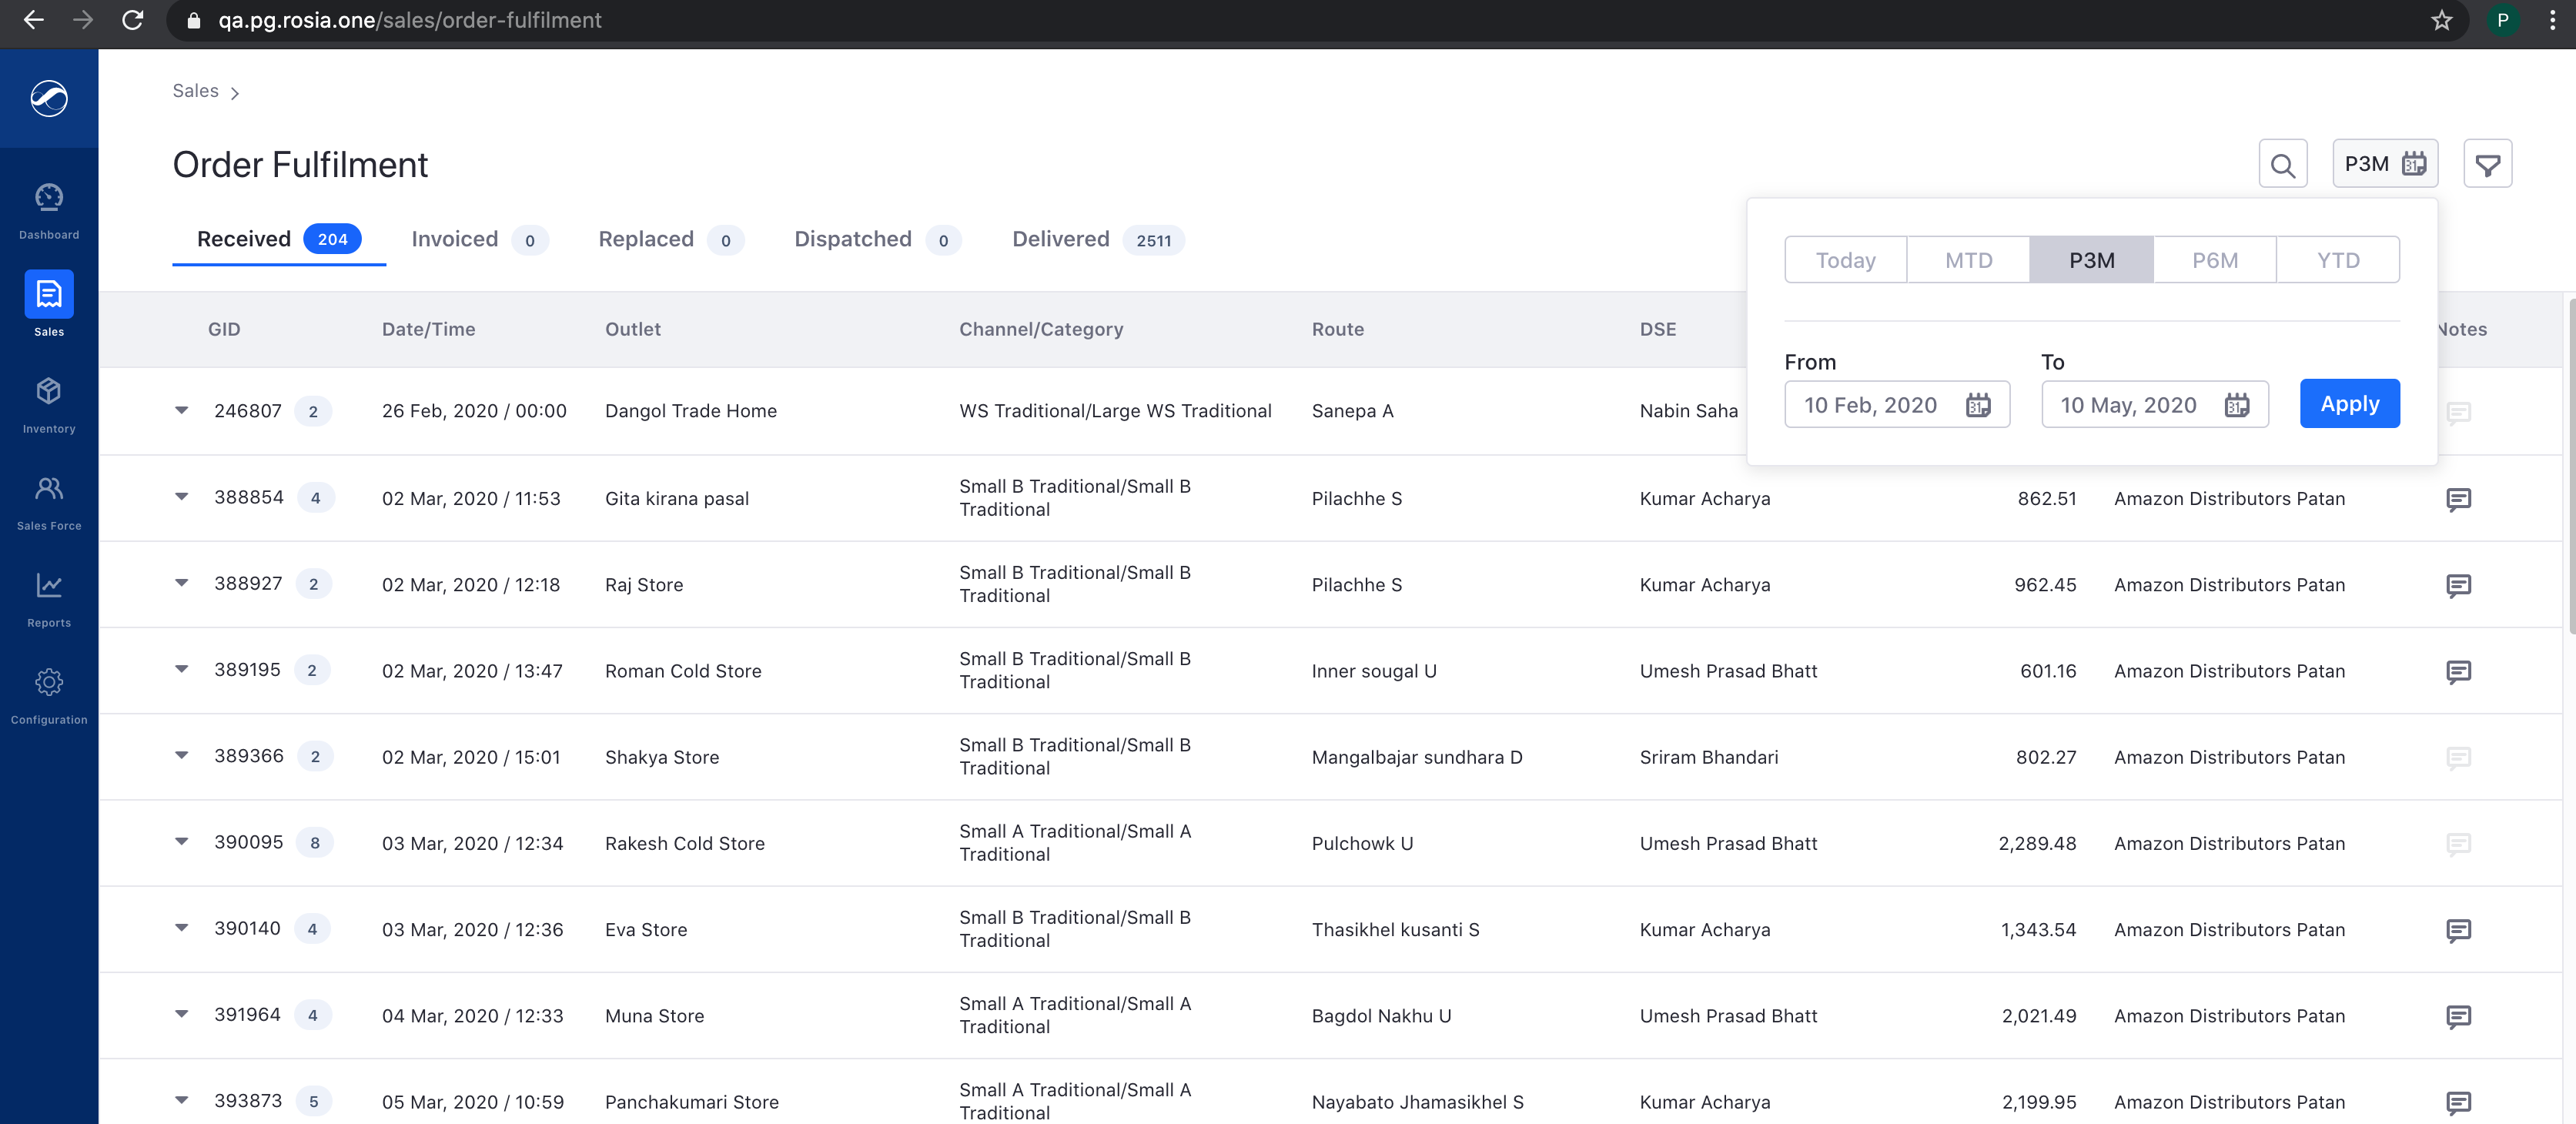 qa.pg.rosia.one/sales/order-fulfilment
P
Sales
Order Fulfilment
P3M 31
Received 204 Invoiced 0 Replaced 0 Dispatched 0 Delivered 2511
Today MTD P3M P6M YTD
From To
10 Feb, 2020 31 10 May, 2020 31 Apply
Dashboard
Sales
Inventory
Sales Force
Reports
Configuration
GID Date/Time Outlet Channel/Category Route DSE Notes
246807 2 26 Feb, 2020 / 00:00 Dangol Trade Home WS Traditional/Large WS Traditional Sanepa A Nabin Saha
388854 4 02 Mar, 2020 / 11:53 Gita kirana pasal Small B Traditional/Small B Traditional Pilachhe S Kumar Acharya 862.51 Amazon Distributors Patan
388927 2 02 Mar, 2020 / 12:18 Raj Store Small B Traditional/Small B Traditional Pilachhe S Kumar Acharya 962.45 Amazon Distributors Patan
389195 2 02 Mar, 2020 / 13:47 Roman Cold Store Small B Traditional/Small B Traditional Inner sougal U Umesh Prasad Bhatt 601.16 Amazon Distributors Patan
389366 2 02 Mar, 2020 / 15:01 Shakya Store Small B Traditional/Small B Traditional Mangalbajar sundhara D Sriram Bhandari 802.27 Amazon Distributors Patan
390095 8 03 Mar, 2020 / 12:34 Rakesh Cold Store Small A Traditional/Small A Traditional Pulchowk U Umesh Prasad Bhatt 2,289.48 Amazon Distributors Patan
390140 4 03 Mar, 2020 / 12:36 Eva Store Small B Traditional/Small B Traditional Thasikhel kusanti S Kumar Acharya 1,343.54 Amazon Distributors Patan
391964 4 04 Mar, 2020 / 12:33 Muna Store Small A Traditional/Small A Traditional Bagdol Nakhu U Umesh Prasad Bhatt 2,021.49 Amazon Distributors Patan
393873 5 05 Mar, 2020 / 10:59 Panchakumari Store Small A Traditional/Small A Traditional Nayabato Jhamasikhel S Kumar Acharya 2,199.95 Amazon Distributors Patan